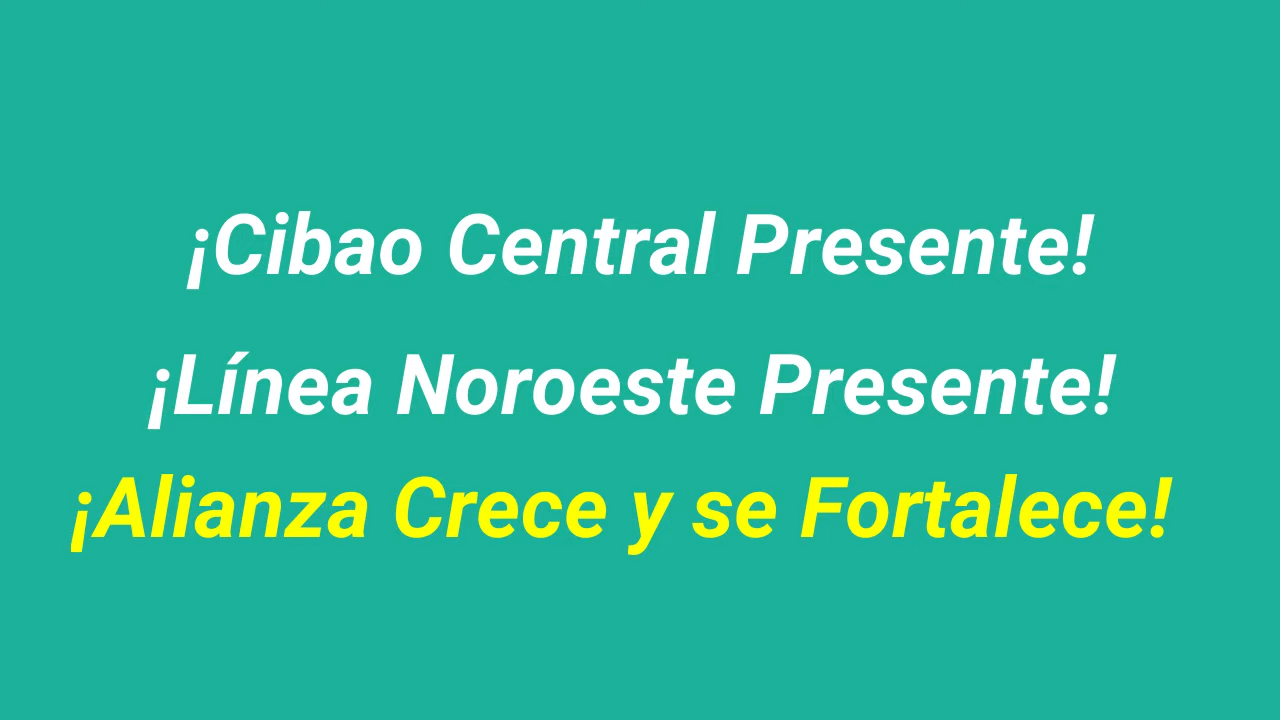 ¡Cibao Central Presente!
¡Línea Noroeste Presente!
¡Alianza Crece y se Fortalece!